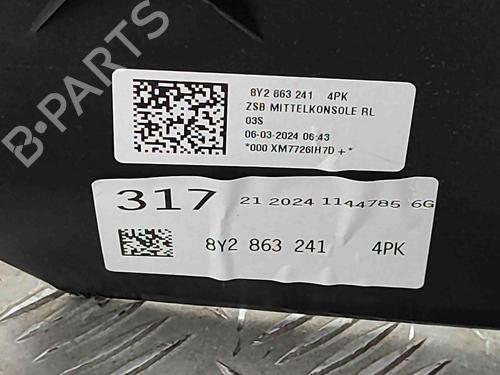 B-PARTS
8Y2 863 241 4PK
ZSB MITTELKONSOLE RL
03S
06-03-2024 06:43
*000 XM7726IH7D +*
317 21 2024 1144785 6G
8Y2 863 241 4PK